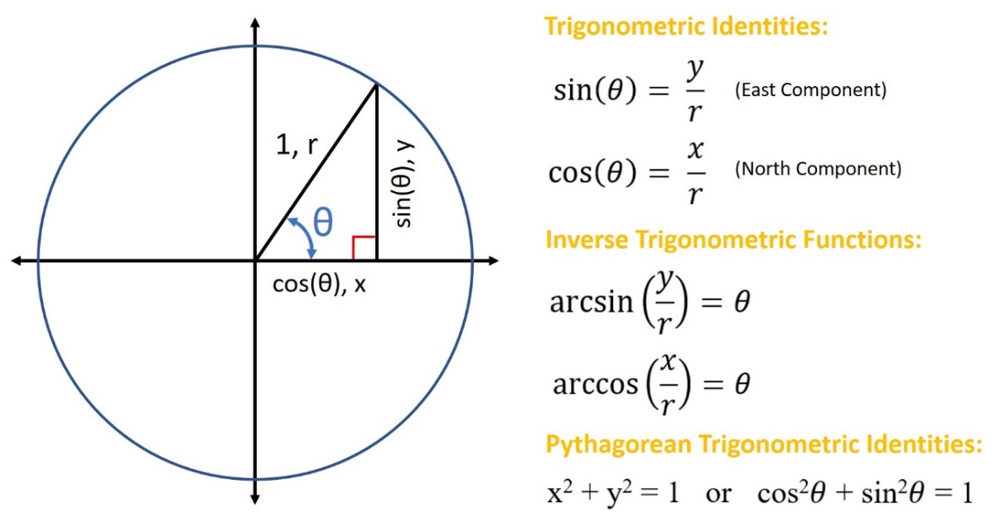 1, r
θ
sin(θ), y
cos(θ), x
Trigonometric Identities:
sin(θ) = y/r (East Component)
cos(θ) = x/r (North Component)
Inverse Trigonometric Functions:
arcsin(y/r) = θ
arccos(x/r) = θ
Pythagorean Trigonometric Identities:
x² + y² = 1 or cos²θ + sin²θ = 1